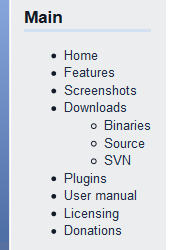 Main
Home
Features
Screenshots
Downloads
Binaries
Source
SVN
Plugins
User manual
Licensing
Donations